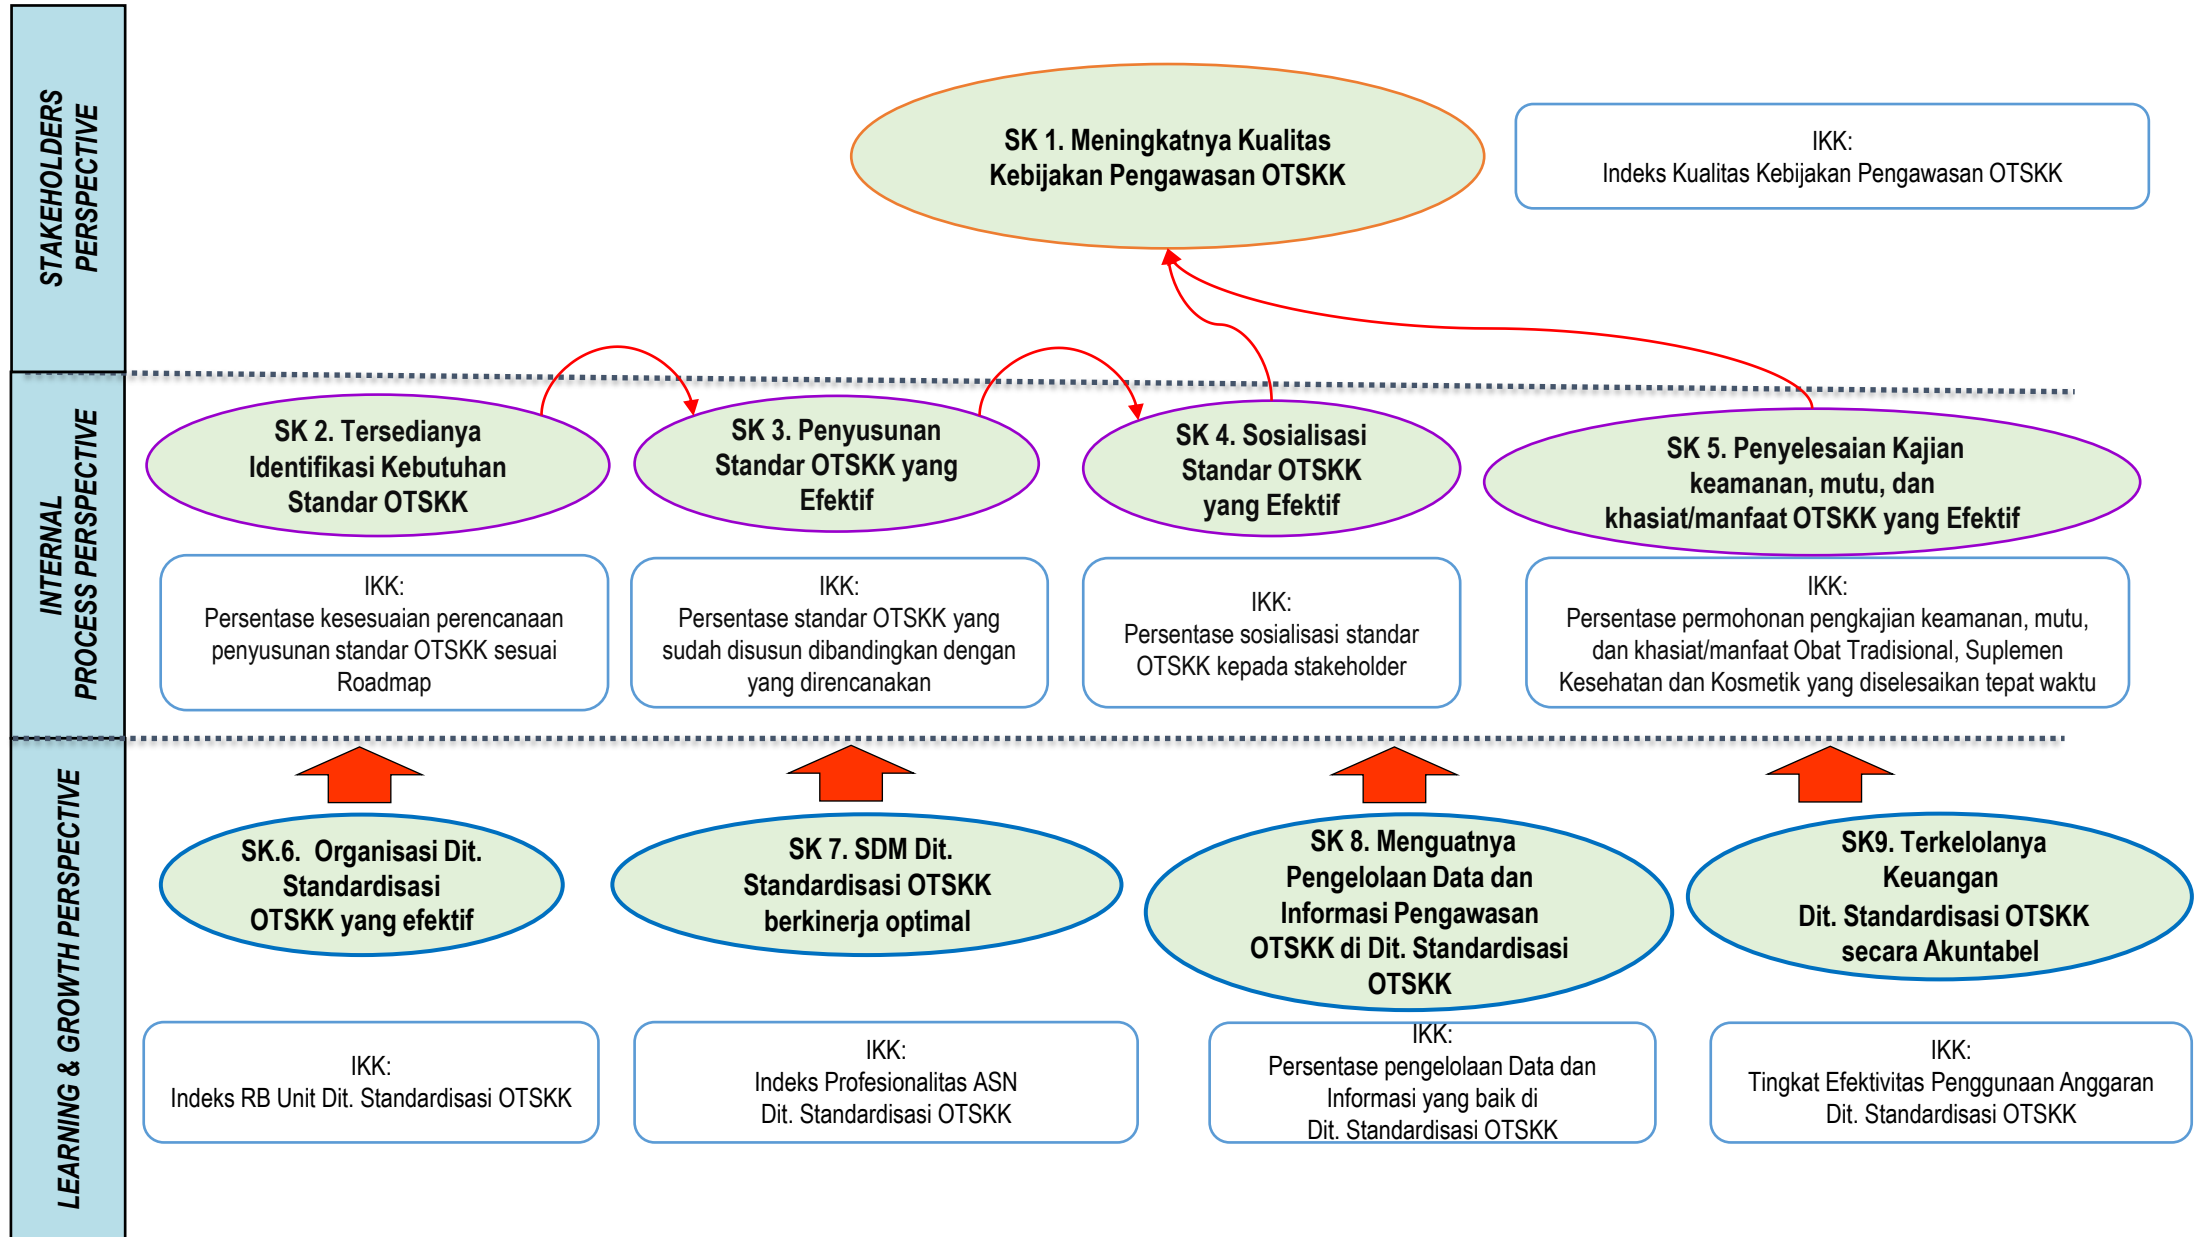 STAKEHOLDERS
PERSPECTIVE
SK 1. Meningkatnya Kualitas
Kebijakan Pengawasan OTSKK
IKK:
Indeks Kualitas Kebijakan Pengawasan OTSKK
INTERNAL
PROCESS PERSPECTIVE
SK 2. Tersedianya
Identifikasi Kebutuhan
Standar OTSKK
SK 3. Penyusunan
Standar OTSKK yang
Efektif
SK 4. Sosialisasi
Standar OTSKK
yang Efektif
SK 5. Penyelesaian Kajian
keamanan, mutu, dan
khasiat/manfaat OTSKK yang Efektif
IKK:
Persentase kesesuaian perencanaan
penyusunan standar OTSKK sesuai
Roadmap
IKK:
Persentase standar OTSKK yang
sudah disusun dibandingkan dengan
yang direncanakan
IKK:
Persentase sosialisasi standar
OTSKK kepada stakeholder
IKK:
Persentase permohonan pengkajian keamanan, mutu,
dan khasiat/manfaat Obat Tradisional, Suplemen
Kesehatan dan Kosmetik yang diselesaikan tepat waktu
LEARNING & GROWTH PERSPECTIVE
SK.6. Organisasi Dit.
Standardisasi
OTSKK yang efektif
SK 7. SDM Dit.
Standardisasi OTSKK
berkinerja optimal
SK 8. Menguatnya
Pengelolaan Data dan
Informasi Pengawasan
OTSKK di Dit. Standardisasi
OTSKK
SK9. Terkelolanya
Keuangan
Dit. Standardisasi OTSKK
secara Akuntabel
IKK:
Indeks RB Unit Dit. Standardisasi OTSKK
IKK:
Indeks Profesionalitas ASN
Dit. Standardisasi OTSKK
IKK:
Persentase pengelolaan Data dan
Informasi yang baik di
Dit. Standardisasi OTSKK
IKK:
Tingkat Efektivitas Penggunaan Anggaran
Dit. Standardisasi OTSKK